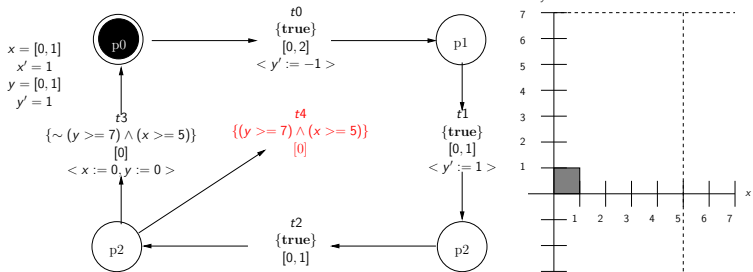 x = [0, 1]
x′ = 1
y = [0, 1]
y′ = 1
p0
t0
{true}
[0, 2]
< y′ := −1 >
p1
t3
{∼ (y >= 7) ∧ (x >= 5)}
[0]
< x := 0, y := 0 >
t4
{(y >= 7) ∧ (x >= 5)}
[0]
t1
{true}
[0, 1]
< y′ := 1 >
p2
t2
{true}
[0, 1]
p2
7
6
5
4
3
2
1
1 2 3 4 5 6 7
x